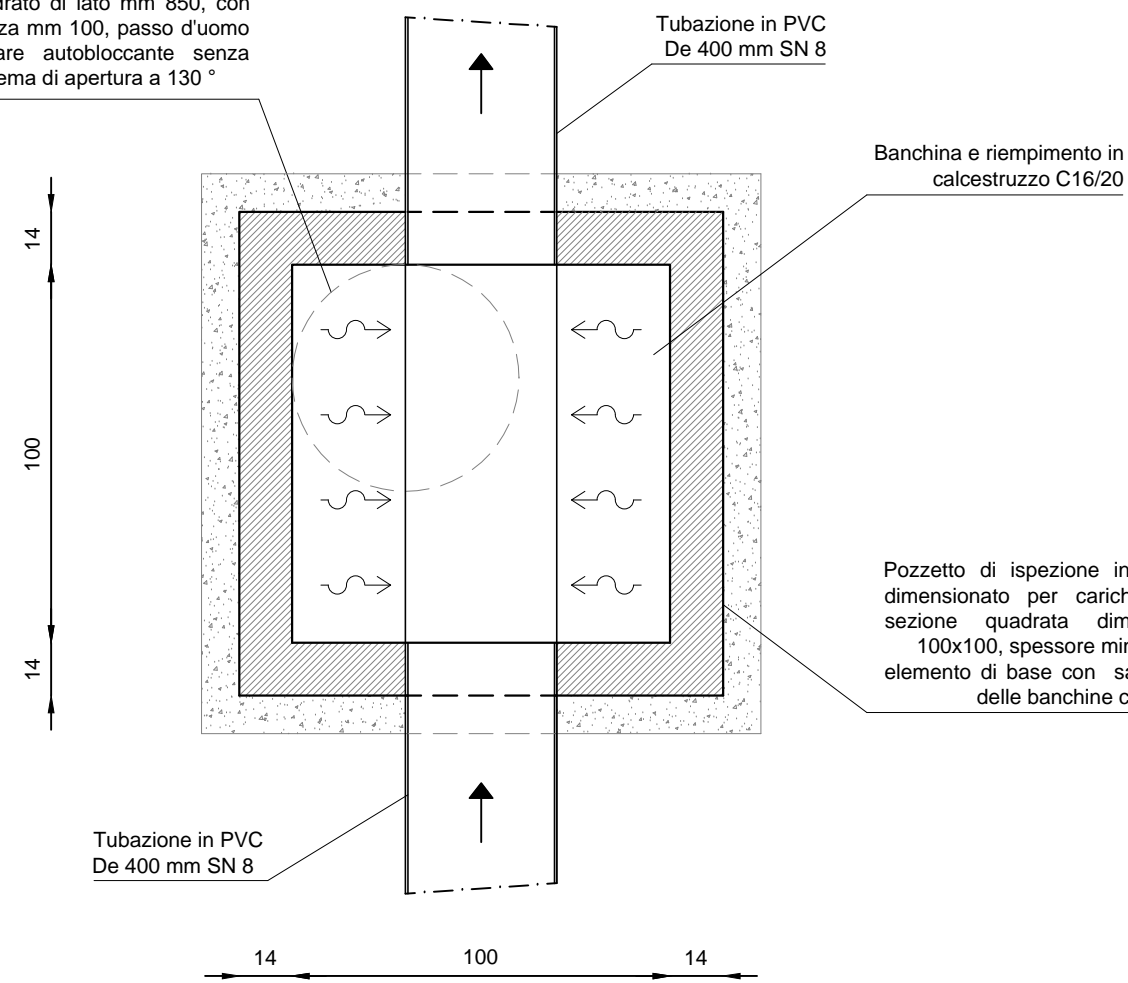 drato di lato mm 850, con
za mm 100, passo d'uomo
are autobloccante senza
ema di apertura a 130 °
Tubazione in PVC
De 400 mm SN 8
Banchina e riempimento in
calcestruzzo C16/20
14
100
14
Pozzetto di ispezione in
dimensionato per carich
sezione quadrata dim
100x100, spessore mir
elemento di base con sa
delle banchine c
Tubazione in PVC
De 400 mm SN 8
14
100
14